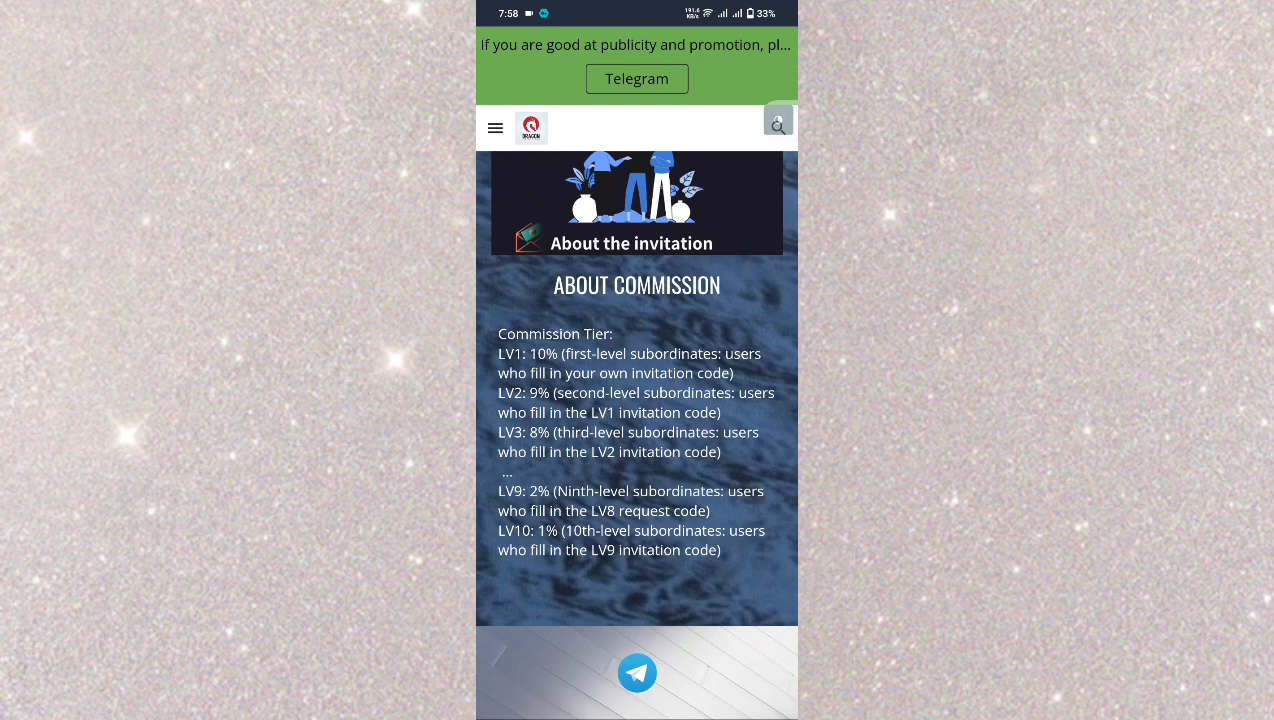 7:58
191.6
KB/s
33%
If you are good at publicity and promotion, pl...
Telegram
DRAGON
About the invitation
ABOUT COMMISSION
Commission Tier:
LV1: 10% (first-level subordinates: users
who fill in your own invitation code)
LV2: 9% (second-level subordinates: users
who fill in the LV1 invitation code)
LV3: 8% (third-level subordinates: users
who fill in the LV2 invitation code)
...
LV9: 2% (Ninth-level subordinates: users
who fill in the LV8 request code)
LV10: 1% (10th-level subordinates: users
who fill in the LV9 invitation code)